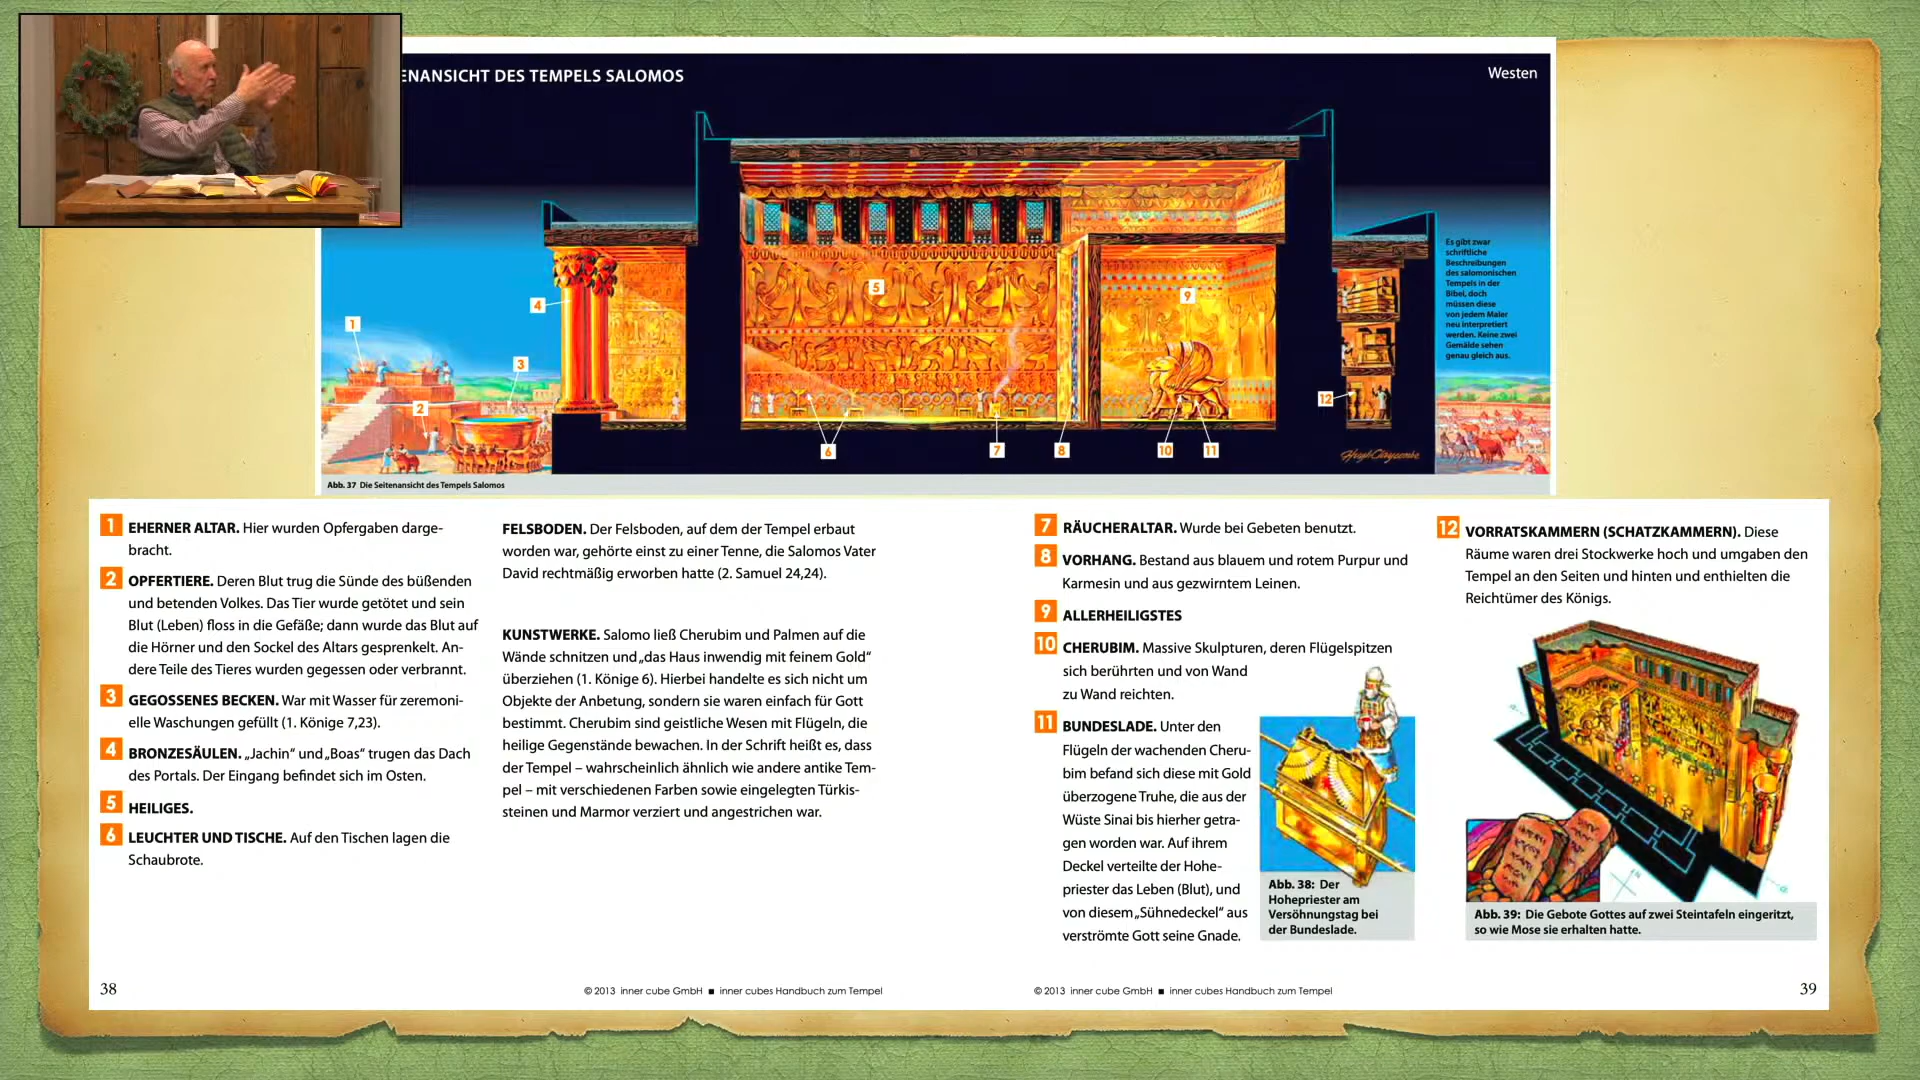 ENANSICHT DES TEMPELS SALOMOS
Westen
Es gibt zwar
schriftliche
Beschreibungen
des salomonischen
Tempels in der
Bibel, doch
müssen diese
von jedem Maler
neu interpretiert
werden. Keine zwei
Gemälde sehen
genau gleich aus.
1
2
3
4
5
6
7
8
9
10
11
12
Abb. 37 Die Seitenansicht des Tempels Salomos
1 EHERNER ALTAR. Hier wurden Opfergaben darge-
bracht.
2 OPFERTIERE. Deren Blut trug die Sünde des büßenden
und betenden Volkes. Das Tier wurde getötet und sein
Blut (Leben) floss in die Gefäße; dann wurde das Blut auf
die Hörner und den Sockel des Altars gesprenkelt. An-
dere Teile des Tieres wurden gegessen oder verbrannt.
3 GEGOSSENES BECKEN. War mit Wasser für zeremoni-
elle Waschungen gefüllt (1. Könige 7,23).
4 BRONZESÄULEN. „Jachin“ und „Boas“ trugen das Dach
des Portals. Der Eingang befindet sich im Osten.
5 HEILIGES.
6 LEUCHTER UND TISCHE. Auf den Tischen lagen die
Schaubrote.
FELSBODEN. Der Felsboden, auf dem der Tempel erbaut
worden war, gehörte einst zu einer Tenne, die Salomos Vater
David rechtmäßig erworben hatte (2. Samuel 24,24).
KUNSTWERKE. Salomo ließ Cherubim und Palmen auf die
Wände schnitzen und „das Haus inwendig mit feinem Gold“
überziehen (1. Könige 6). Hierbei handelte es sich nicht um
Objekte der Anbetung, sondern sie waren einfach für Gott
bestimmt. Cherubim sind geistliche Wesen mit Flügeln, die
heilige Gegenstände bewachen. In der Schrift heißt es, dass
der Tempel – wahrscheinlich ähnlich wie andere antike Tem-
pel – mit verschiedenen Farben sowie eingelegten Türkis-
steinen und Marmor verziert und angestrichen war.
7 RÄUCHERALTAR. Wurde bei Gebeten benutzt.
8 VORHANG. Bestand aus blauem und rotem Purpur und
Karmesin und aus gezwirntem Leinen.
9 ALLERHEILIGSTES
10 CHERUBIM. Massive Skulpturen, deren Flügelspitzen
sich berührten und von Wand
zu Wand reichten.
11 BUNDESLADE. Unter den
Flügeln der wachenden Cheru-
bim befand sich diese mit Gold
überzogene Truhe, die aus der
Wüste Sinai bis hierher getra-
gen worden war. Auf ihrem
Deckel verteilte der Hohe-
priester das Leben (Blut), und
von diesem „Sühnedeckel“ aus
verströmte Gott seine Gnade.
Abb. 38: Der
Hohepriester am
Versöhnungstag bei
der Bundeslade.
12 VORRATSKAMMERN (SCHATZKAMMERN). Diese
Räume waren drei Stockwerke hoch und umgaben den
Tempel an den Seiten und hinten und enthielten die
Reichtümer des Königs.
Abb. 39: Die Gebote Gottes auf zwei Steintafeln eingeritzt,
so wie Mose sie erhalten hatte.
38
© 2013 inner cube GmbH ■ inner cubes Handbuch zum Tempel
© 2013 inner cube GmbH ■ inner cubes Handbuch zum Tempel
39